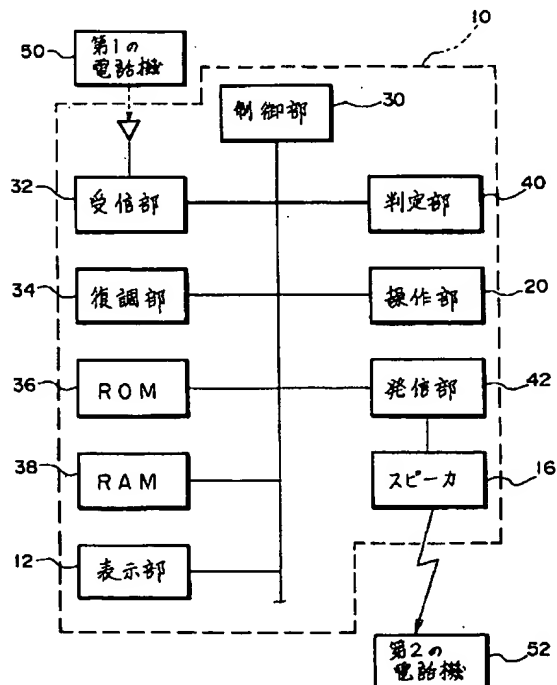 50
第1の
電話機
10
制御部
30
32
受信部
判定部
40
34
復調部
操作部
20
36
ROM
発信部
42
38
RAM
スピーカ
16
12
表示部
第2の
電話機
52